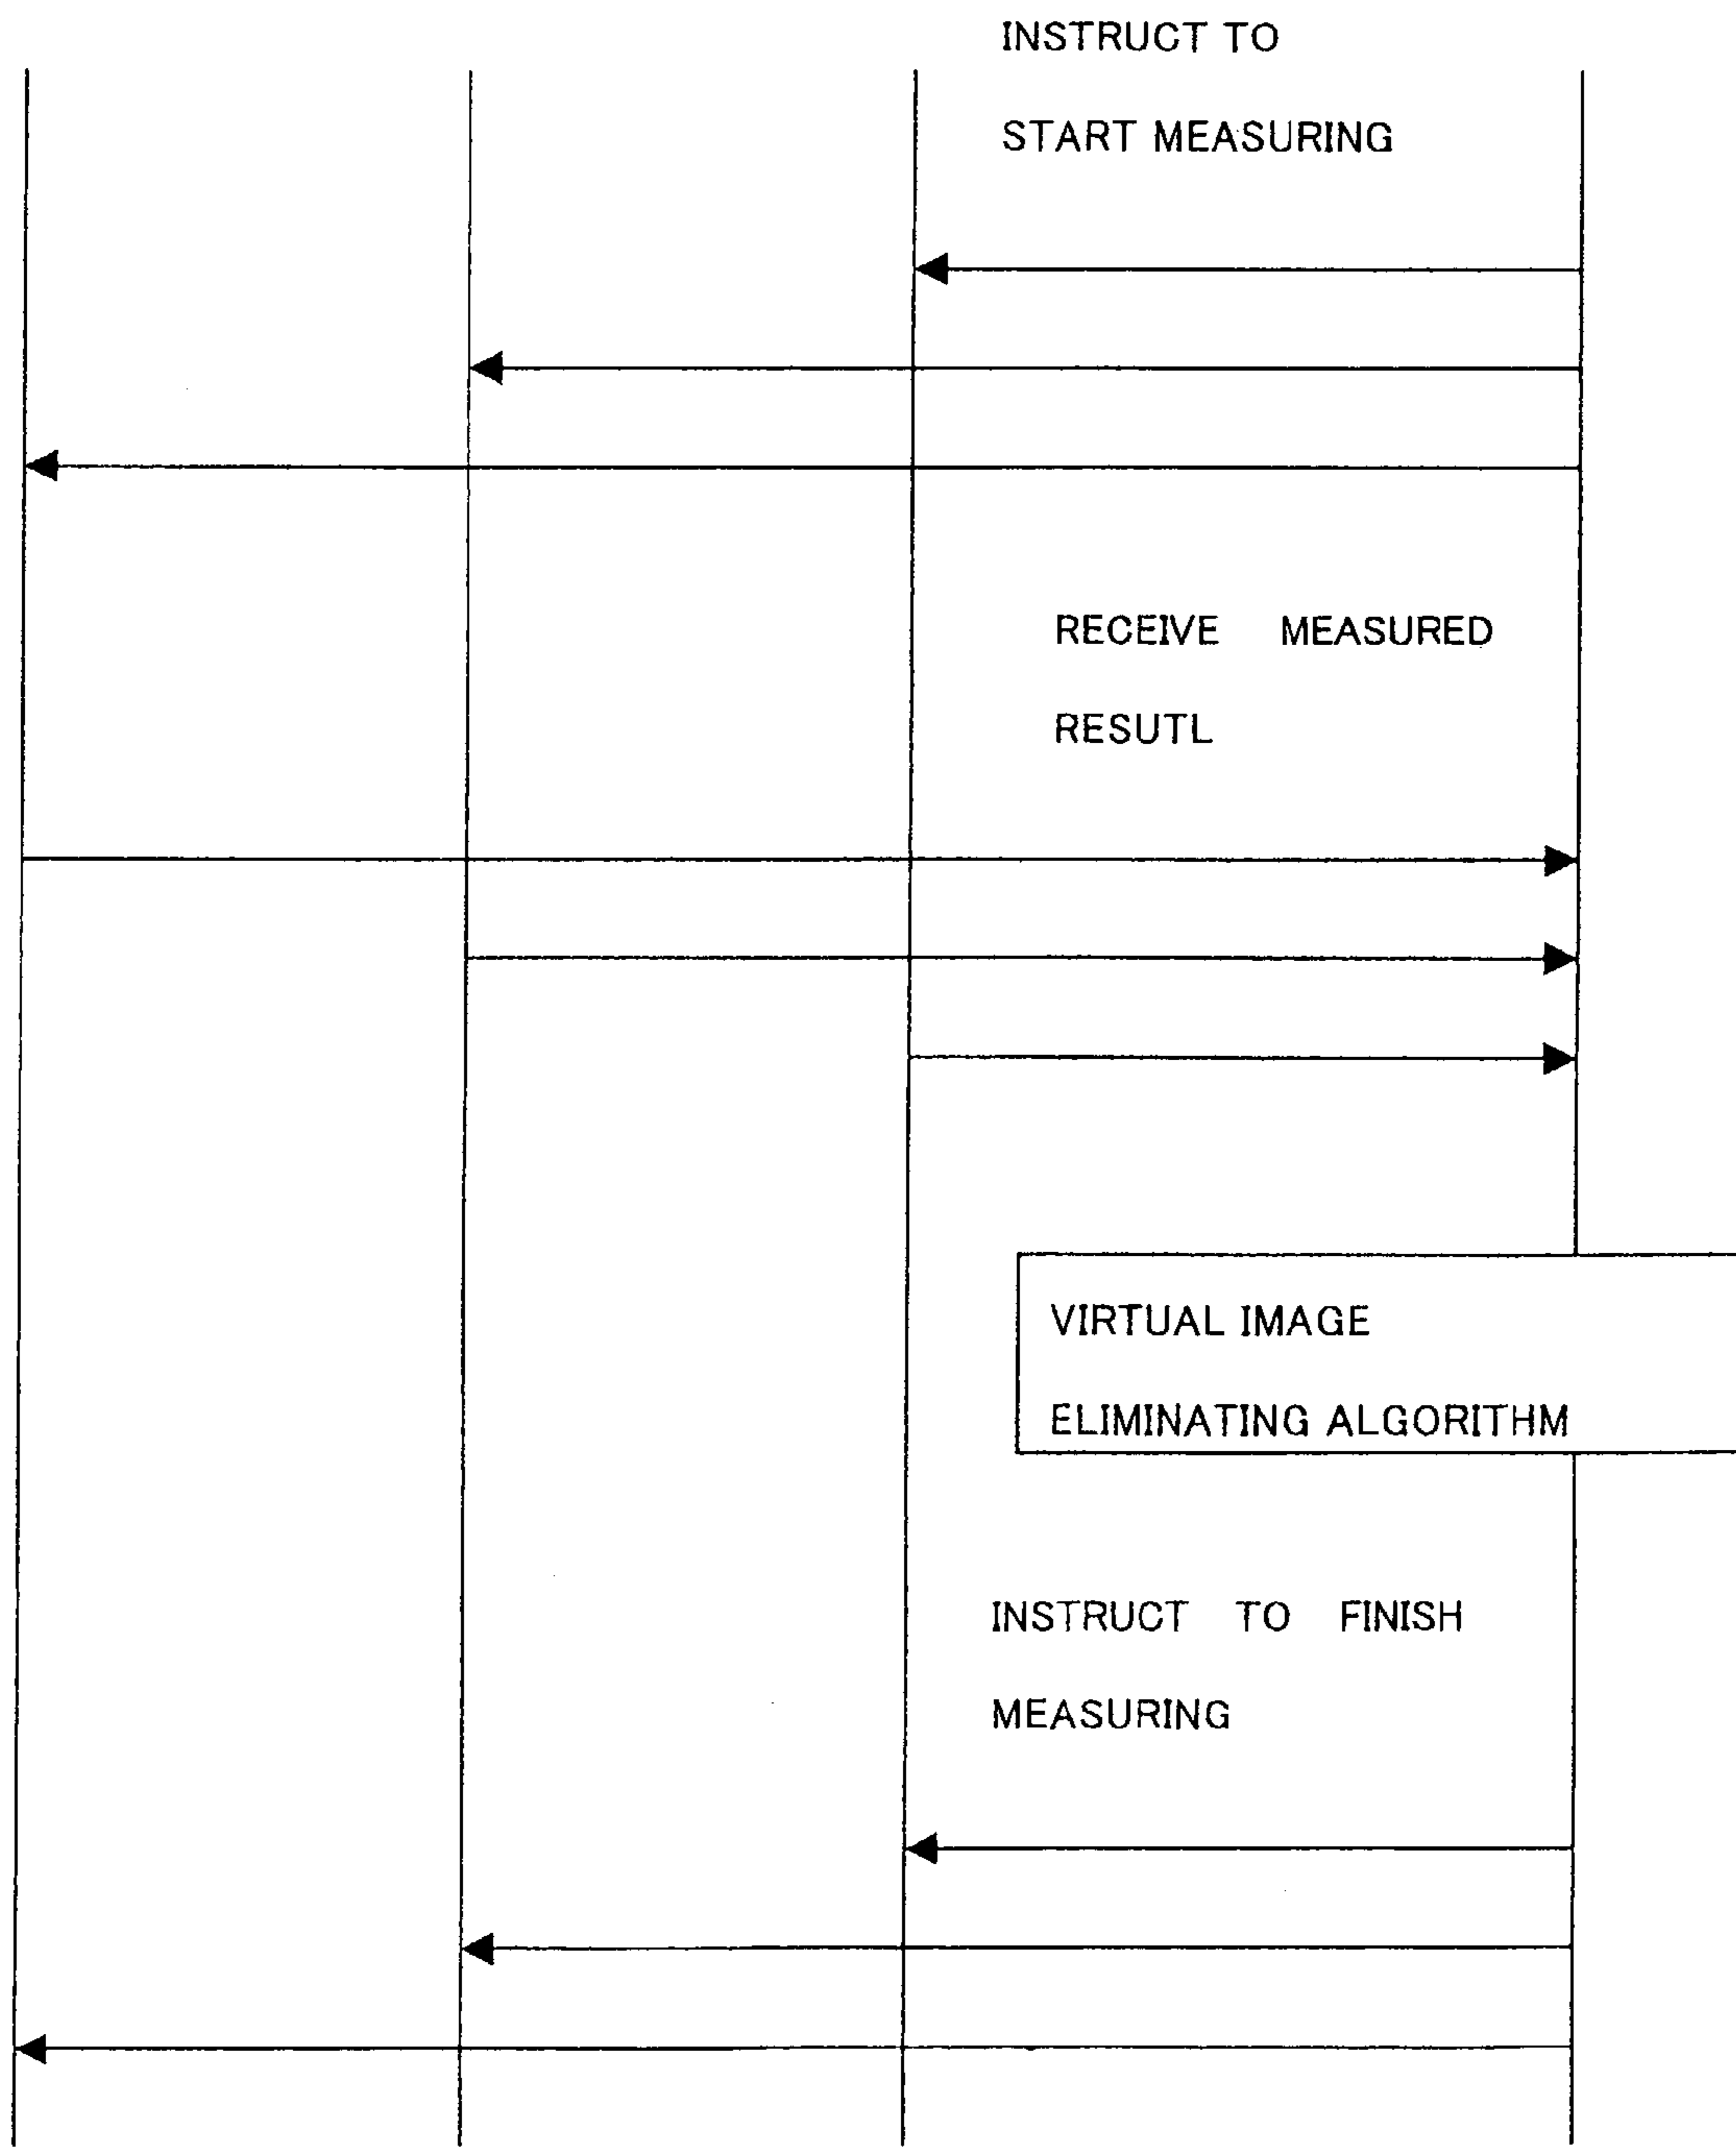 INSTRUCT TO
START MEASURING
RECEIVE MEASURED
RESUTL
VIRTUAL IMAGE
ELIMINATING ALGORITHM
INSTRUCT TO FINISH
MEASURING